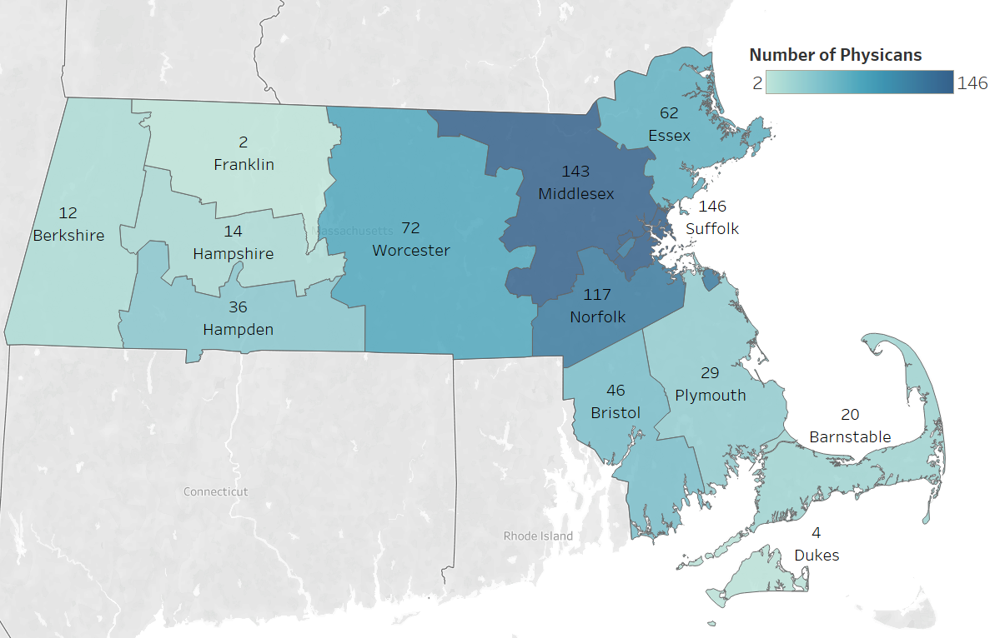 Number of Physicans
2 146
62
Essex
2
Franklin
143
Middlesex
12
Berkshire
146
Suffolk
14
Hampshire
Massachusetts
72
Worcester
36
Hampden
117
Norfolk
46
Bristol
29
Plymouth
20
Barnstable
Connecticut
Rhode Island
4
Dukes